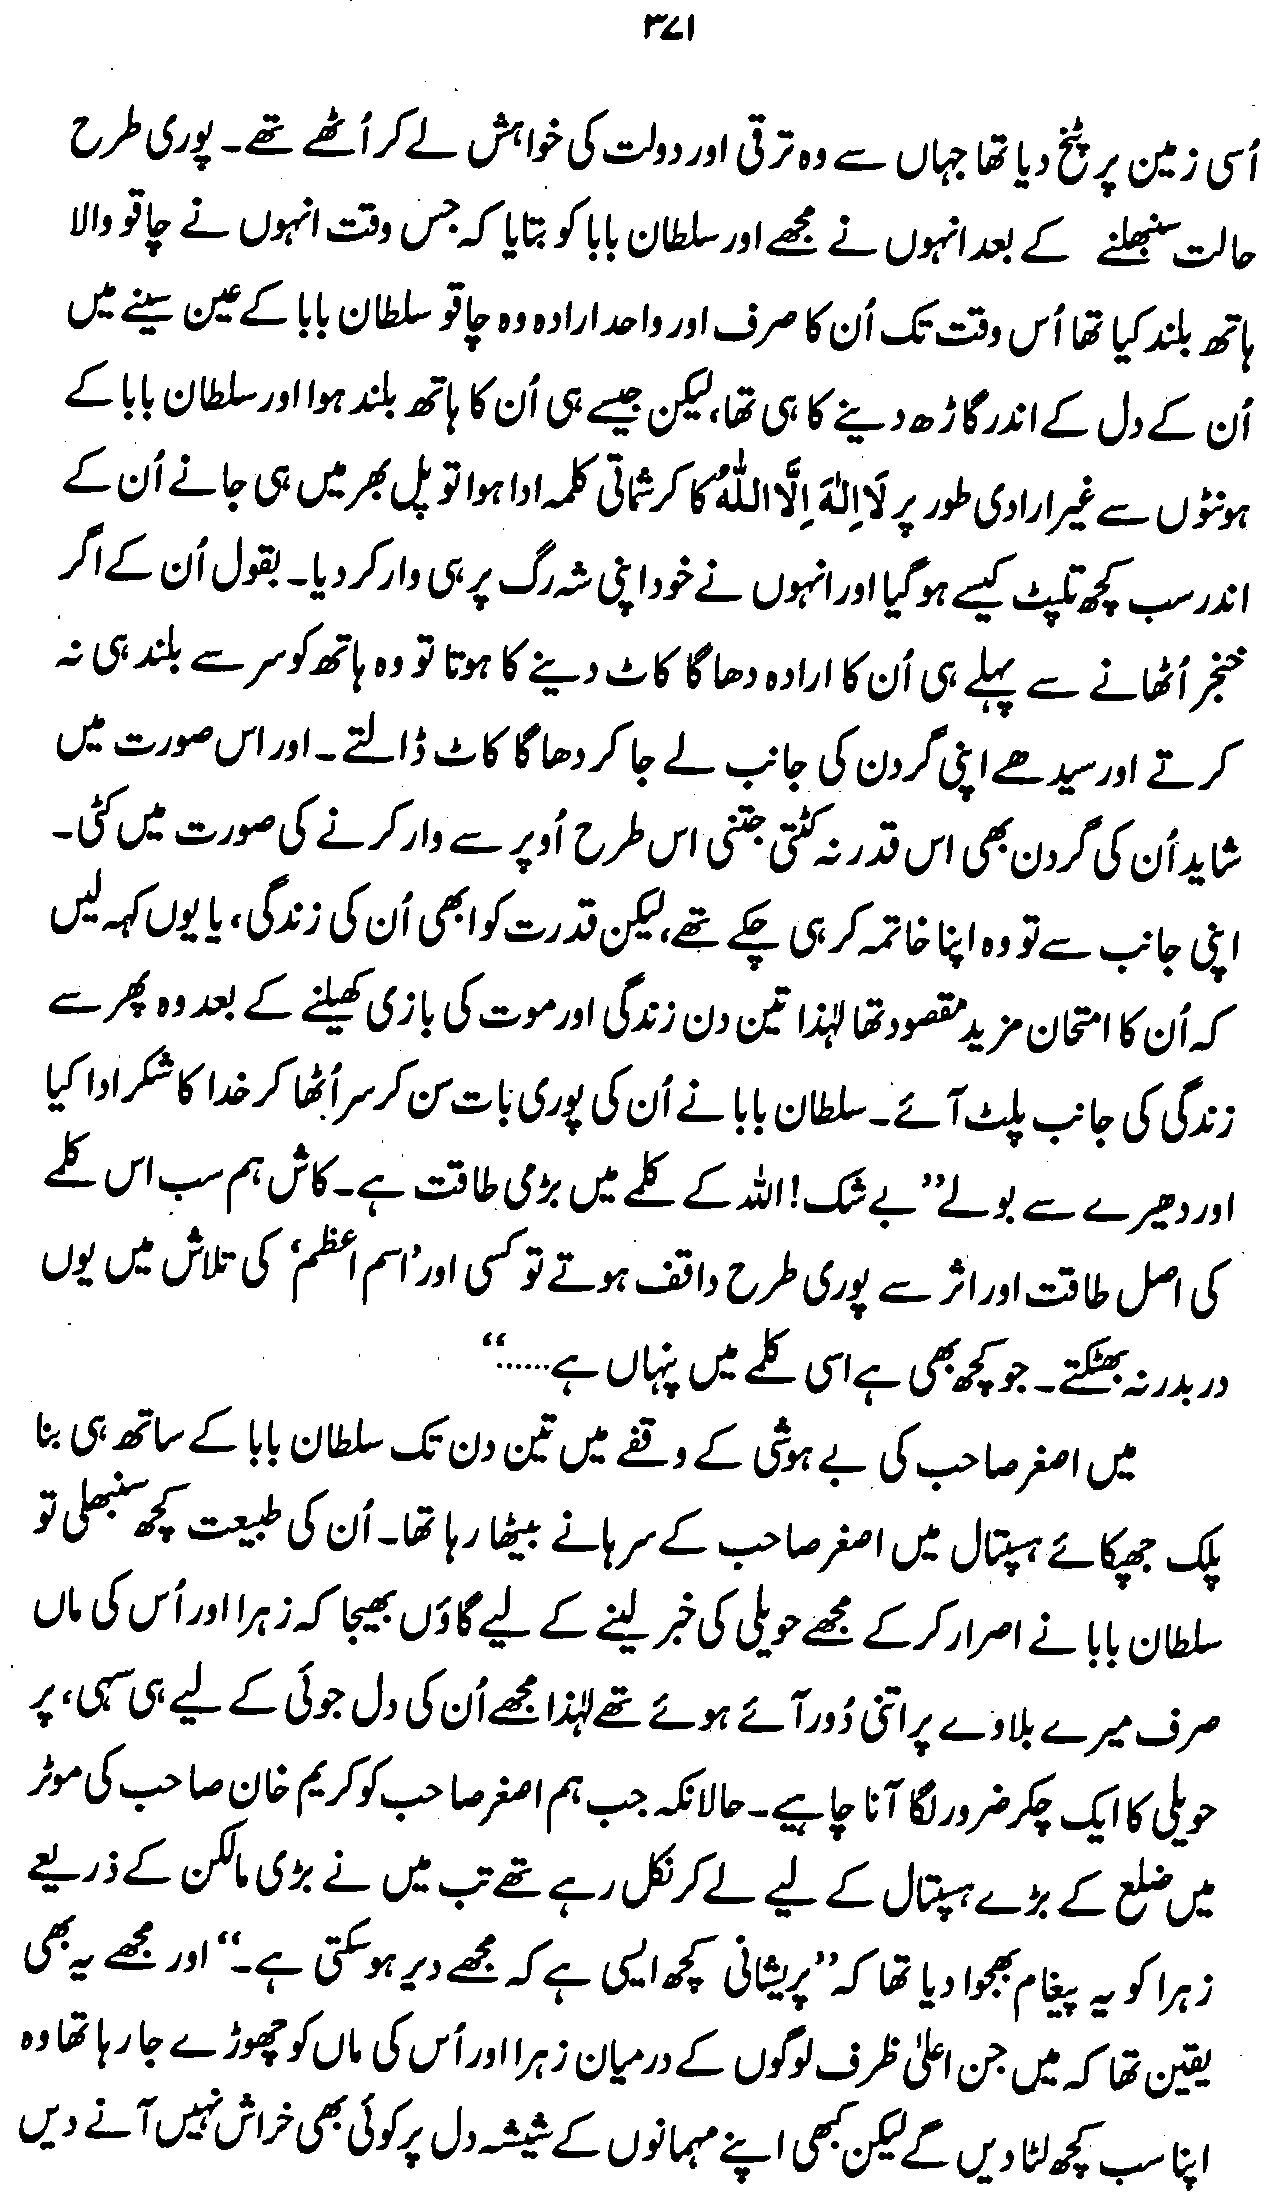 ۳۷۱
اُسی زمین پر پٹخ دیا تھا جہاں سے وہ ترقی اور دولت کی خواہش لے کر اُٹھے تھے۔ پوری طرح
حالت سنبھلنے کے بعد انہوں نے مجھے اور سلطان بابا کو بتایا کہ جس وقت انہوں نے چاقو والا
ہاتھ بلند کیا تھا اُس وقت تک اُن کا صرف اور واحد ارادہ وہ چاقو سلطان بابا کے عین سینے میں
اُن کے دل کے اندر گاڑھ دینے کا ہی تھا، لیکن جیسے ہی اُن کا ہاتھ بلند ہوا اور سلطان بابا کے
ہونٹوں سے غیر ارادی طور پر لَا اِلٰہَ اِلَّا اللہُ کا کرشماتی کلمہ ادا ہوا تو پل بھر میں ہی جانے اُن کے
اندر سب کچھ تلپٹ کیسے ہو گیا اور انہوں نے خود اپنی شہ رگ پر ہی وار کر دیا۔ بقول اُن کے اگر
خنجر اُٹھانے سے پہلے ہی اُن کا ارادہ دھاگا کاٹ دینے کا ہوتا تو وہ ہاتھ کو سر سے بلند ہی نہ
کرتے اور سیدھے اپنی گردن کی جانب لے جا کر دھاگا کاٹ ڈالتے۔ اور اس صورت میں
شاید اُن کی گردن بھی اس قدر نہ کٹتی جتنی اس طرح اُوپر سے وار کرنے کی صورت میں کٹی۔
اپنی جانب سے تو وہ اپنا خاتمہ کر ہی چکے تھے، لیکن قدرت کو ابھی اُن کی زندگی، یا یوں کہہ لیں
کہ اُن کا امتحان مزید مقصود تھا لہٰذا تین دن زندگی اور موت کی بازی کھیلنے کے بعد وہ پھر سے
زندگی کی جانب پلٹ آئے۔ سلطان بابا نے اُن کی پوری بات سن کر سر اُٹھا کر خدا کا شکر ادا کیا
اور دھیرے سے بولے ”بے شک! اللہ کے کلمے میں بڑی طاقت ہے۔ کاش ہم سب اس کلمے
کی اصل طاقت اور اثر سے پوری طرح واقف ہوتے تو کسی اور ’اسم اعظم‘ کی تلاش میں یوں
در بدر نہ بھٹکتے۔ جو کچھ بھی ہے اسی کلمے میں پنہاں ہے......“
میں اصغر صاحب کی بے ہوشی کے وقفے میں تین دن تک سلطان بابا کے ساتھ ہی بنا
پلک جھپکائے ہسپتال میں اصغر صاحب کے سرہانے بیٹھا رہا تھا۔ اُن کی طبیعت کچھ سنبھلی تو
سلطان بابا نے اصرار کر کے مجھے حویلی کی خبر لینے کے لیے گاؤں بھیجا کہ زہرا اور اُس کی ماں
صرف میرے بلاوے پر اتنی دُور آئے ہوئے تھے لہٰذا مجھے اُن کی دل جوئی کے لیے ہی سہی، پر
حویلی کا ایک چکر ضرور لگا آنا چاہیے۔ حالانکہ جب ہم اصغر صاحب کو کریم خان صاحب کی موٹر
میں ضلع کے بڑے ہسپتال کے لیے لے کر نکل رہے تھے تب میں نے بڑی مالکن کے ذریعے
زہرا کو یہ پیغام بھجوا دیا تھا کہ ”پریشانی کچھ ایسی ہے کہ مجھے دیر ہو سکتی ہے۔“ اور مجھے یہ بھی
یقین تھا کہ میں جن اعلیٰ ظرف لوگوں کے درمیان زہرا اور اُس کی ماں کو چھوڑے جا رہا تھا وہ
اپنا سب کچھ لٹا دیں گے لیکن کبھی اپنے مہمانوں کے شیشہ دل پر کوئی بھی خراش نہیں آنے دیں